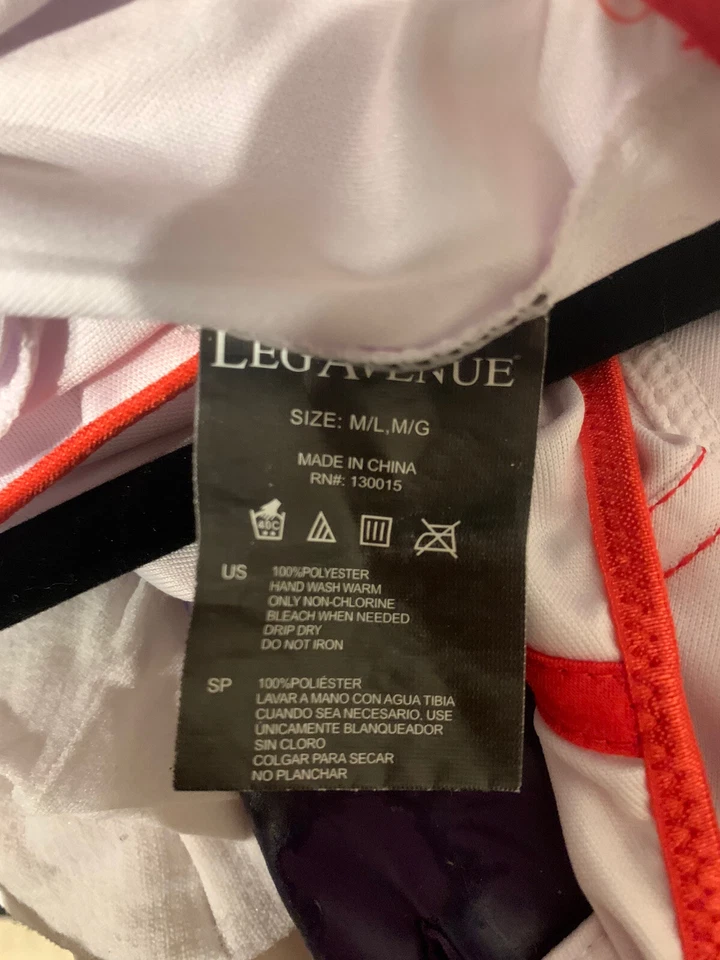 LEG AVENUE
SIZE: M/L,M/G
MADE IN CHINA
RN#: 130015
40C
US 100%POLYESTER
HAND WASH WARM
ONLY NON-CHLORINE
BLEACH WHEN NEEDED
DRIP DRY
DO NOT IRON
SP 100%POLIÉSTER
LAVAR A MANO CON AGUA TIBIA
CUANDO SEA NECESARIO, USE
ÚNICAMENTE BLANQUEADOR
SIN CLORO
COLGAR PARA SECAR
NO PLANCHAR